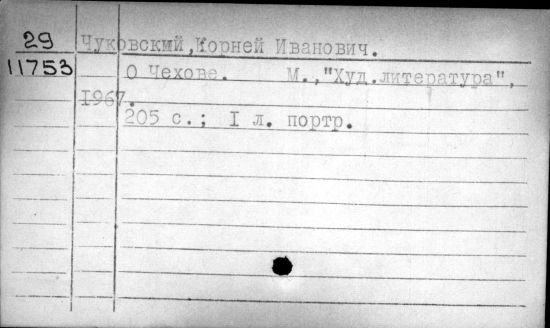 29 Чуковский,Корней Иванович.
11753 О Чехове. М.,"Худ.литература",
1967.
205 с.; I л. портр.